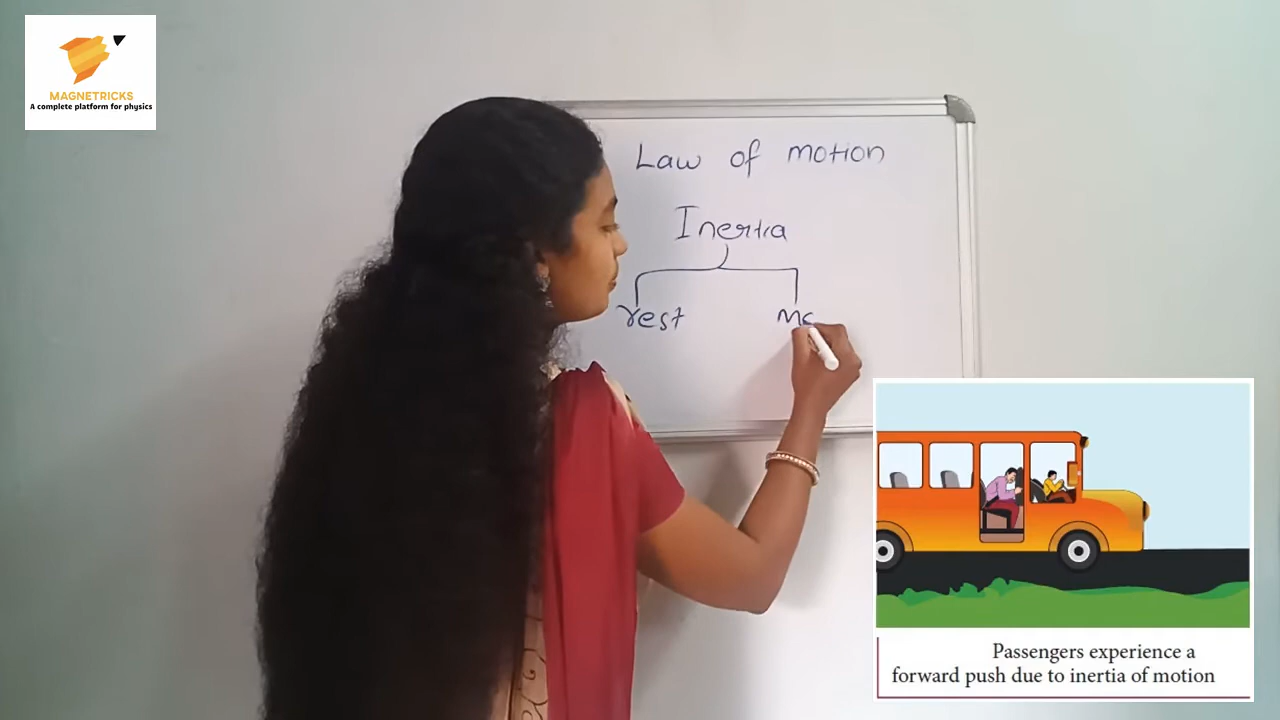 MAGNETRICKS
A complete platform for physics
Law of motion
Inertia
rest mo
Passengers experience a
forward push due to inertia of motion